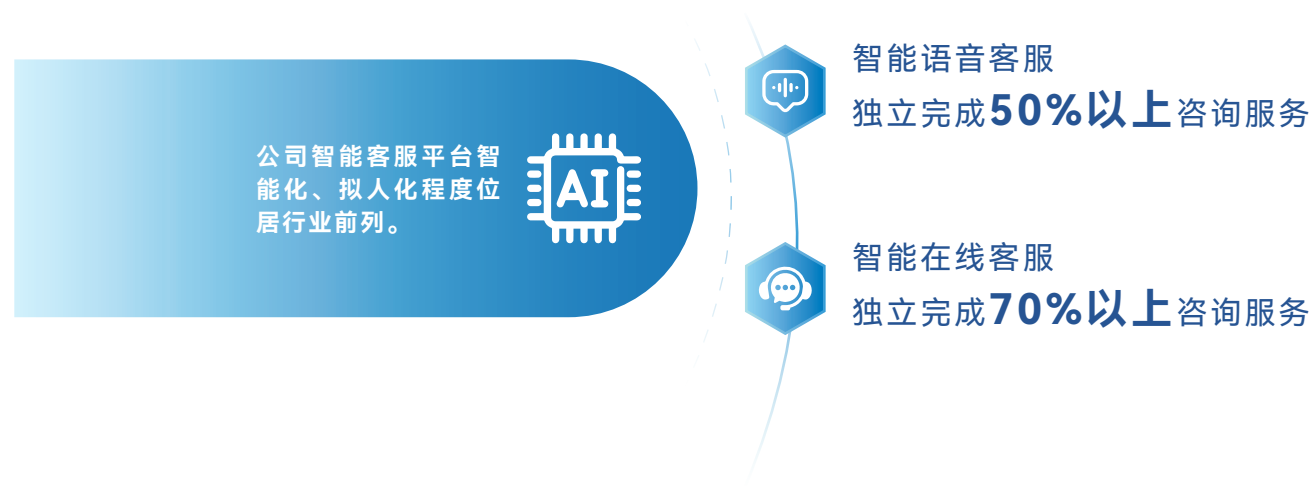 公司智能客服平台智
能化、拟人化程度位
居行业前列。
AI
智能语音客服
独立完成50%以上咨询服务
智能在线客服
独立完成70%以上咨询服务